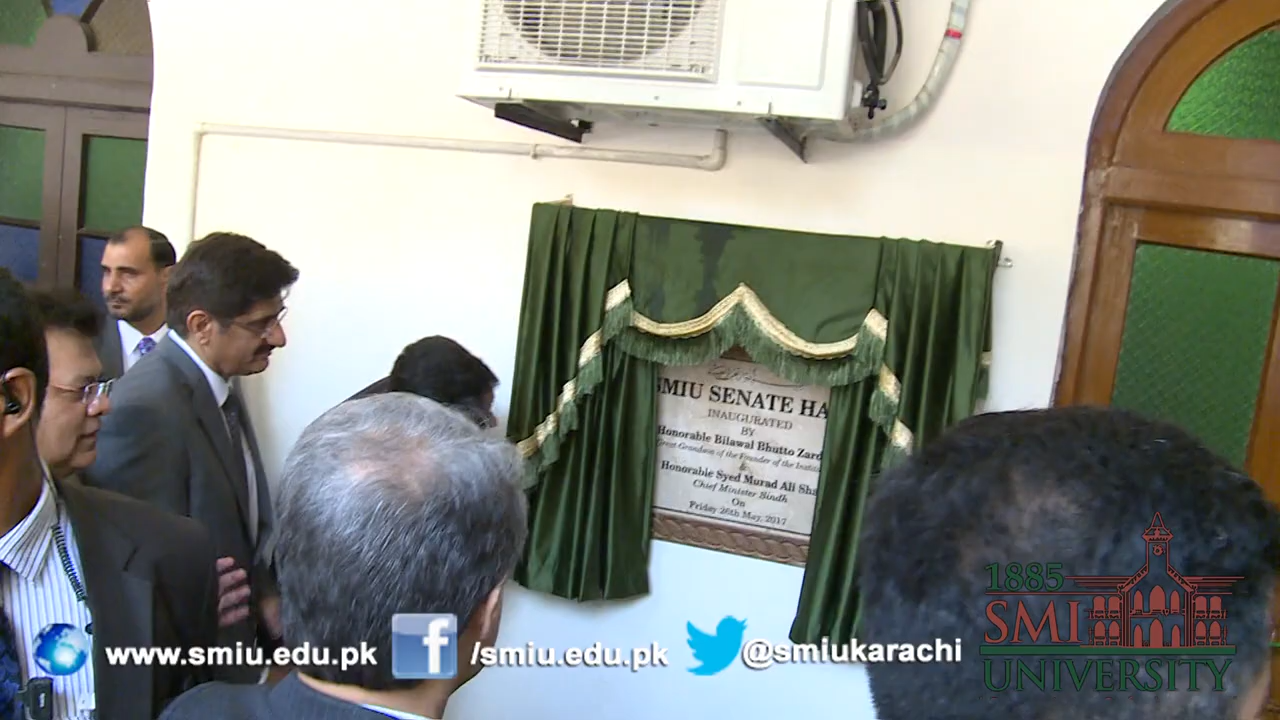 SMIU SENATE HA
INAUGURATED
BY
Honorable Bilawal Bhutto Zard
Great Grandson of the Founder of the Instit
&
Honorable Syed Murad Ali Sha
Chief Minister Sindh
On
Friday 26th May, 2017
1885
SMI
UNIVERSITY
www.smiu.edu.pk
f
/smiu.edu.pk
@smiukarachi